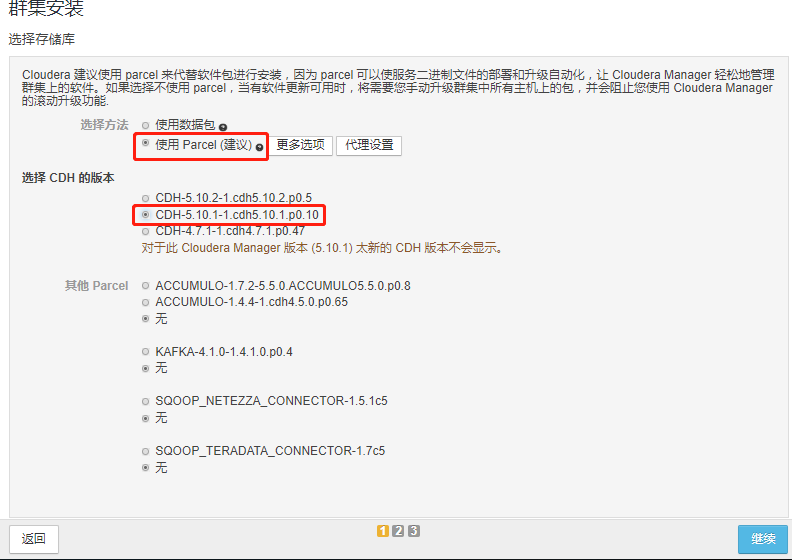 群集安装
选择存储库
Cloudera 建议使用 parcel 来代替软件包进行安装，因为 parcel 可以使服务二进制文件的部署和升级自动化，让 Cloudera Manager 轻松地管理
群集上的软件。如果选择不使用 parcel，当有软件更新可用时，将需要您手动升级群集中所有主机上的包，并会阻止您使用 Cloudera Manager
的滚动升级功能.
选择方法 使用数据包 ?
使用 Parcel (建议) ? 更多选项 代理设置
选择 CDH 的版本
CDH-5.10.2-1.cdh5.10.2.p0.5
CDH-5.10.1-1.cdh5.10.1.p0.10
CDH-4.7.1-1.cdh4.7.1.p0.47
对于此 Cloudera Manager 版本 (5.10.1) 太新的 CDH 版本不会显示。
其他 Parcel ACCUMULO-1.7.2-5.5.0.ACCUMULO5.5.0.p0.8
ACCUMULO-1.4.4-1.cdh4.5.0.p0.65
无
KAFKA-4.1.0-1.4.1.0.p0.4
无
SQOOP_NETEZZA_CONNECTOR-1.5.1c5
无
SQOOP_TERADATA_CONNECTOR-1.7c5
无
返回 1 2 3 继续